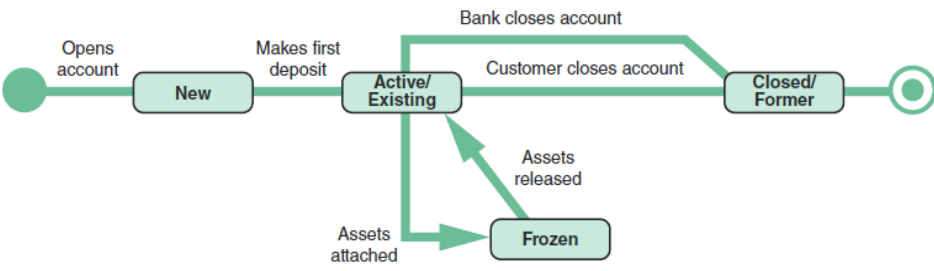 Bank closes account
Opens
account
Makes first
deposit
Customer closes account
New
Active/
Existing
Closed/
Former
Assets
released
Assets
attached
Frozen